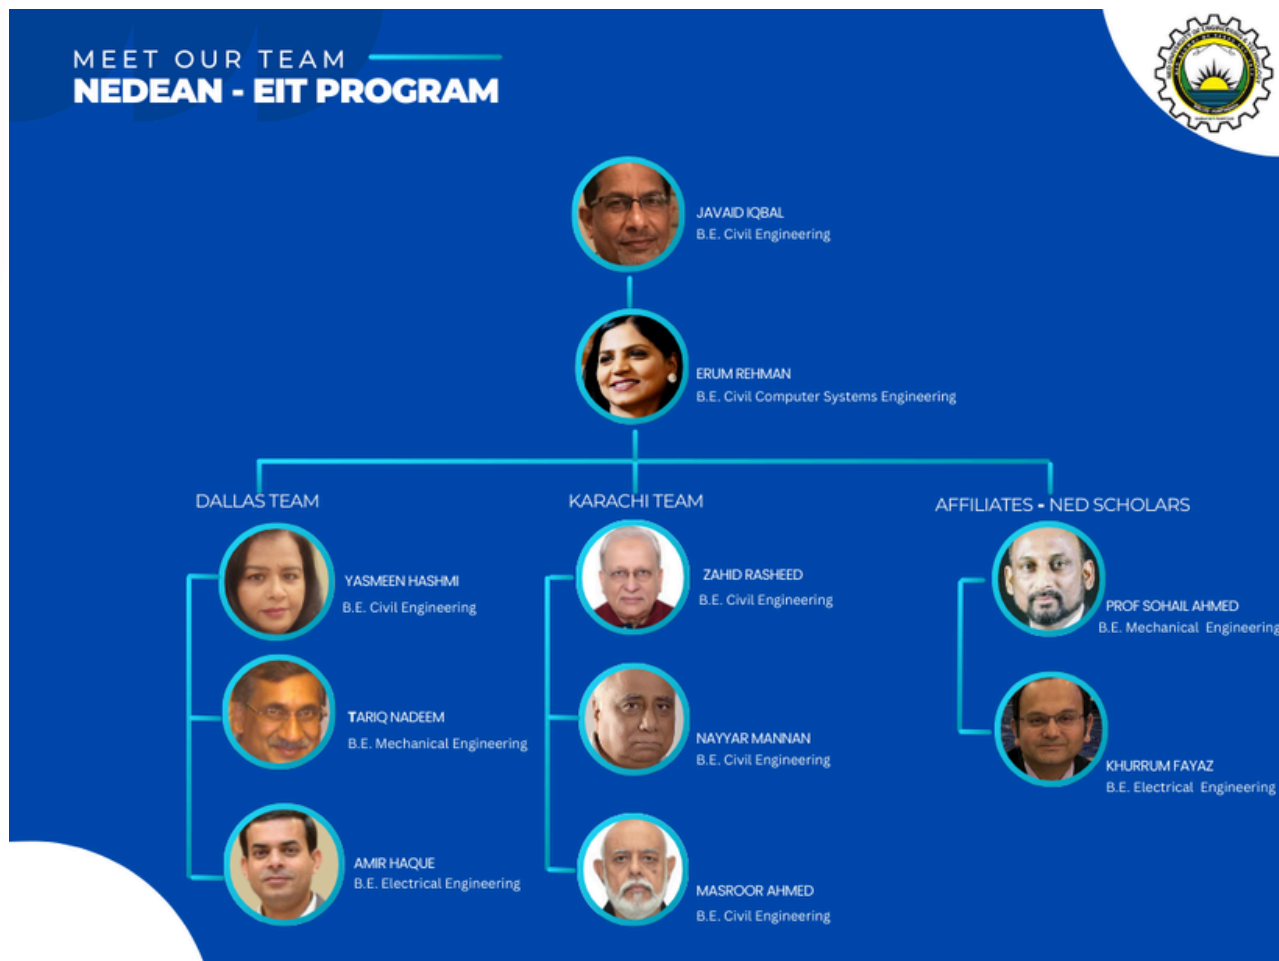 MEET OUR TEAM
NEDEAN - EIT PROGRAM
JAVAID IQBAL
B.E. Civil Engineering
ERUM REHMAN
B.E. Civil Computer Systems Engineering
DALLAS TEAM
YASMEEN HASHMI
B.E. Civil Engineering
TARIQ NADEEM
B.E. Mechanical Engineering
AMIR HAQUE
B.E. Electrical Engineering
KARACHI TEAM
ZAHID RASHEED
B.E. Civil Engineering
NAYYAR MANNAN
B.E. Civil Engineering
MASROOR AHMED
B.E. Civil Engineering
AFFILIATES - NED SCHOLARS
PROF SOHAIL AHMED
B.E. Mechanical Engineering
KHURRUM FAYAZ
B.E. Electrical Engineering